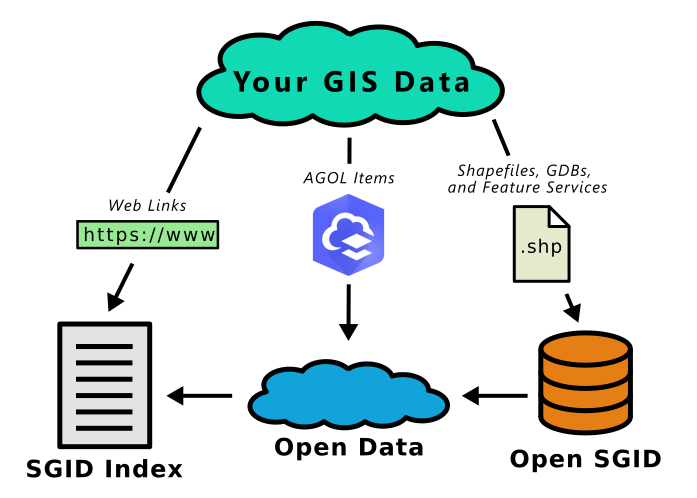 Your GIS Data
Web Links
https://www
AGOL Items
Shapefiles, GDBs,
and Feature Services
.shp
SGID Index
Open Data
Open SGID